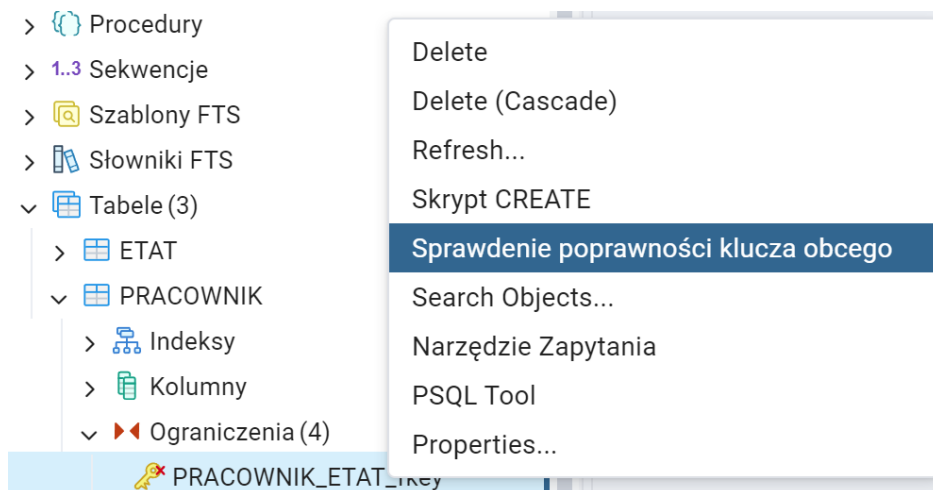 Procedury
1..3 Sekwencje
Szablony FTS
Słowniki FTS
Tabele (3)
ETAT
PRACOWNIK
Indeksy
Kolumny
Ograniczenia (4)
PRACOWNIK_ETAT_fkey
Delete
Delete (Cascade)
Refresh...
Skrypt CREATE
Sprawdenie poprawności klucza obcego
Search Objects...
Narzędzie Zapytania
PSQL Tool
Properties...